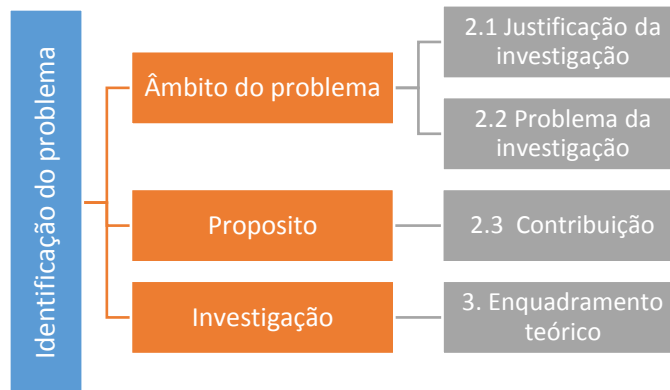 Identificação do problema
Âmbito do problema
2.1 Justificação da
investigação
2.2 Problema da
investigação
Proposito
2.3  Contribuição
Investigação
3. Enquadramento
teórico